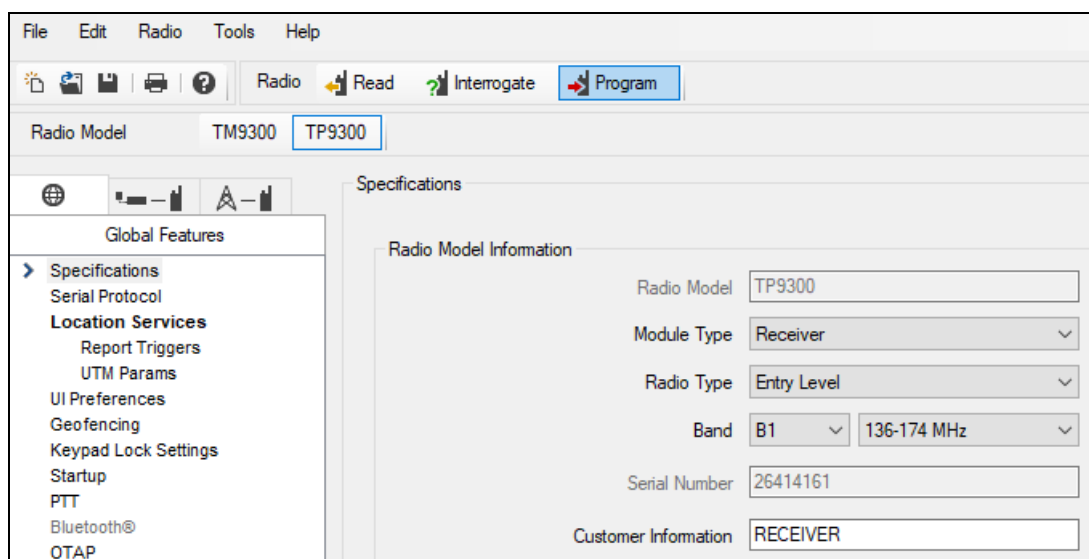 File Edit Radio Tools Help
Radio Read Interrogate Program
Radio Model TM9300 TP9300
Specifications
Global Features
Radio Model Information
Specifications
Radio Model TP9300
Serial Protocol
Location Services
Module Type Receiver
Report Triggers
UTM Params
Radio Type Entry Level
UI Preferences
Geofencing
Band B1 136-174 MHz
Keypad Lock Settings
Startup
Serial Number 26414161
PTT
Bluetooth®
Customer Information RECEIVER
OTAP